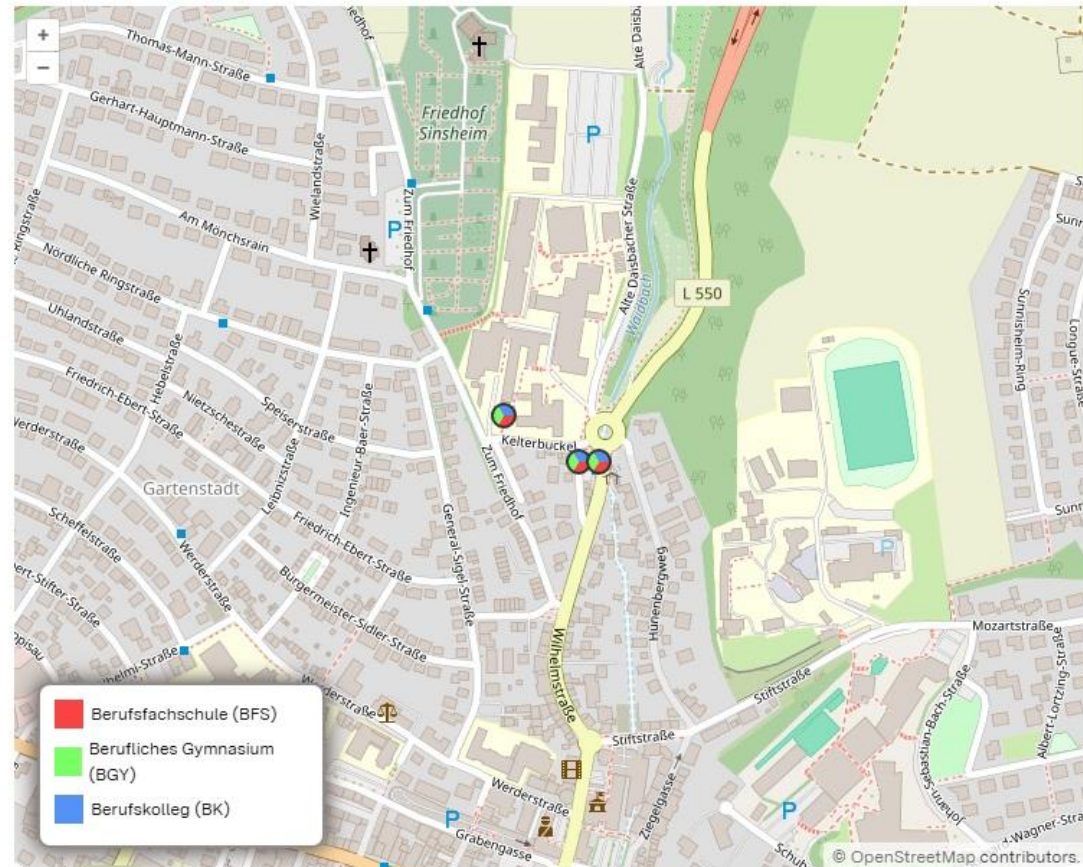 +
−
Thomas-Mann-Straße
Gerhart-Hauptmann-Straße
Wielandstraße
Am Mönchsrain
Nördliche Ringstraße
Uhlandstraße
Hebelstraße
Friedrich-Ebert-Straße
Nietzschestraße
Speiserstraße
Werderstraße
Gartenstadt
Leibnizstraße
Ingenieur-Baer-Straße
Scheffelstraße
Friedrich-Ebert-Straße
Werderstraße
Bürgermeister-Sidler-Straße
General-Sigel-Straße
Zum Friedhof
Zum Friedhof
Friedhof
Sinsheim
P
P
Alte Daisbacher Straße
Waidbach
L 550
Kelterbuckel
Hünenbergweg
Wilhelmstraße
Stiftstraße
Stiftstraße
Ziegelgasse
Werderstraße
Werderstraße
Grabengasse
P
P
P
Sunnisheim-Ring
Longue-Straße
Mozartstraße
Albert-Lortzing-Straße
Johann-Sebastian-Bach-Straße
Berufsfachschule (BFS)
Berufliches Gymnasium
(BGY)
Berufskolleg (BK)
© OpenStreetMap contributors